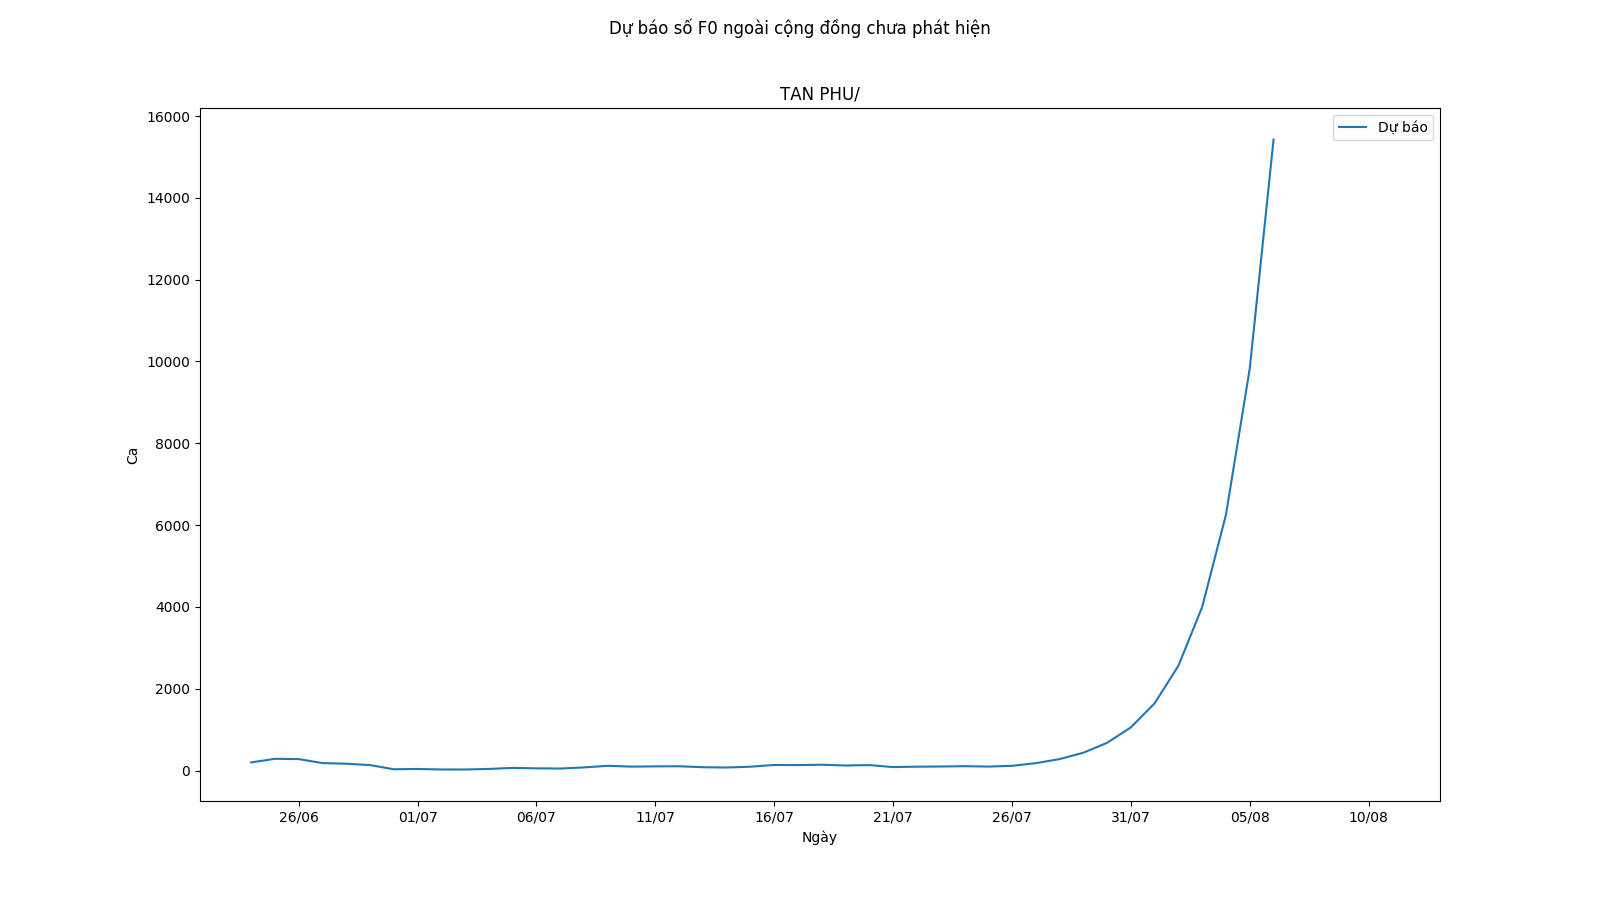 Dự báo số F0 ngoài cộng đồng chưa phát hiện
TAN PHU/
Dự báo
16000
14000
12000
10000
8000
6000
4000
2000
0
Ca
26/06 01/07 06/07 11/07 16/07 21/07 26/07 31/07 05/08 10/08
Ngày